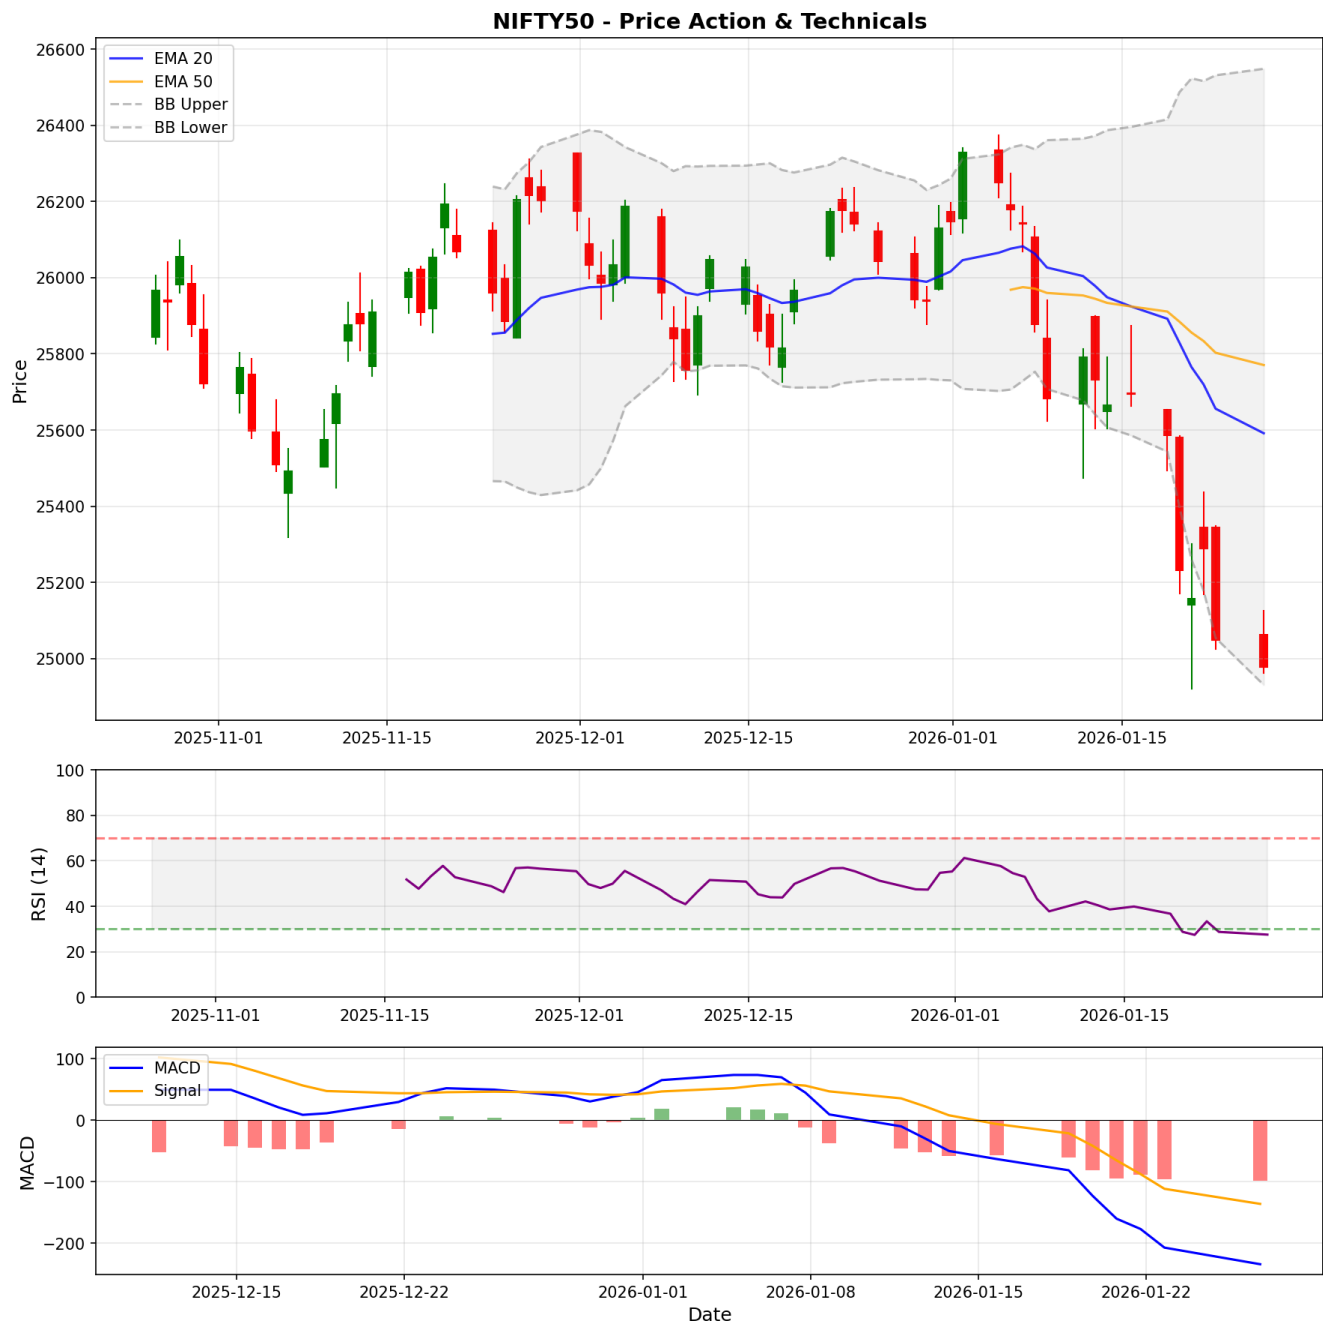 NIFTY50 - Price Action & Technicals
EMA 20
EMA 50
BB Upper
BB Lower
Price
26600
26400
26200
26000
25800
25600
25400
25200
25000
2025-11-01 2025-11-15 2025-12-01 2025-12-15 2026-01-01 2026-01-15
RSI (14)
100
80
60
40
20
0
2025-11-01 2025-11-15 2025-12-01 2025-12-15 2026-01-01 2026-01-15
MACD
Signal
MACD
100
0
−100
−200
2025-12-15 2025-12-22 2026-01-01 2026-01-08 2026-01-15 2026-01-22
Date